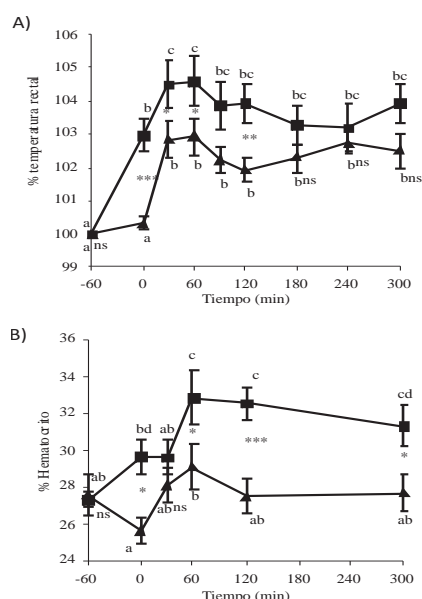 A)
% temperatura rectal
106
105
104
103
102
101
100
99
a
a
ns
b
***
a
c
*
b
c
*
b
bc
b
bc
**
b
bc
b ns
bc
b ns
bc
b ns
-60 0 60 120 180 240 300
Tiempo (min)
B)
% Hematocrito
36
34
32
30
28
26
24
ab
ns
bd
*
a
ab
ab
ns
c
*
b
c
***
ab
cd
*
ab
-60 0 60 120 180 240 300
Tiempo (min)